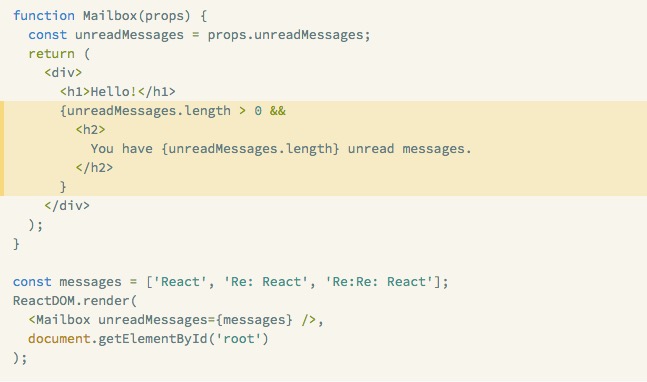 function Mailbox(props) {
  const unreadMessages = props.unreadMessages;
  return (
    <div>
      <h1>Hello!</h1>
      {unreadMessages.length > 0 &&
        <h2>
          You have {unreadMessages.length} unread messages.
        </h2>
      }
    </div>
  );
}

const messages = ['React', 'Re: React', 'Re:Re: React'];
ReactDOM.render(
  <Mailbox unreadMessages={messages} />,
  document.getElementById('root')
);